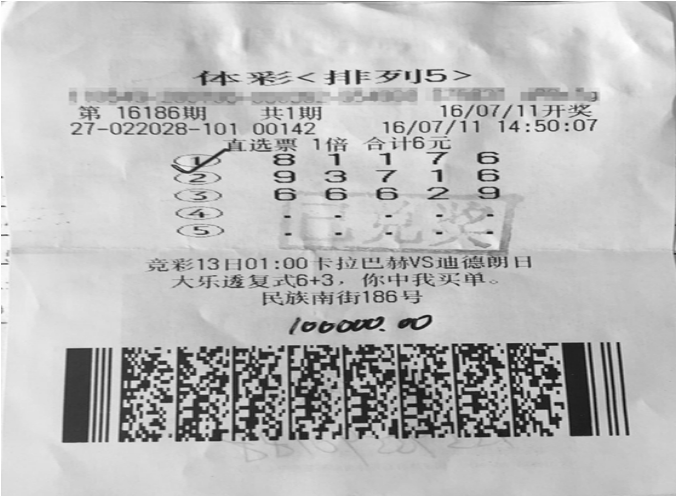 体彩<排列5>
第 16186期 共1期 16/07/11开奖
27-022028-101 00142 16/07/11 14:50:07
直选票 1倍 合计6元
① 8 1 1 7 6
② 9 3 7 1 6
③ 6 6 6 2 9
④ - - - - -
⑤ - - - - -
已兑奖
竞彩13日01:00卡拉巴赫VS迪德朗日
大乐透复式6+3，你中我买单。
民族南街186号
100000.00